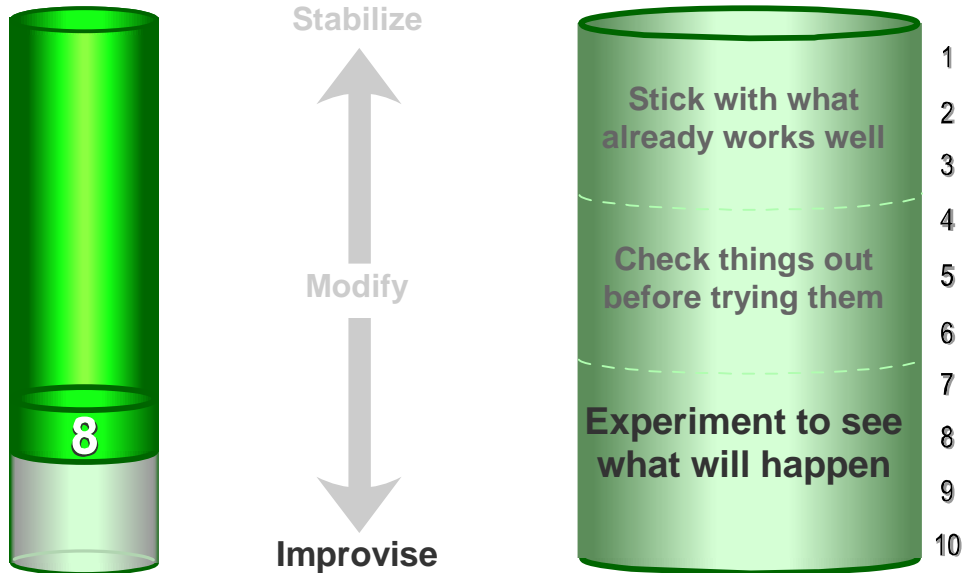 Stabilize
Modify
Improvise
8
Stick with what
already works well
Check things out
before trying them
Experiment to see
what will happen
1
2
3
4
5
6
7
8
9
10